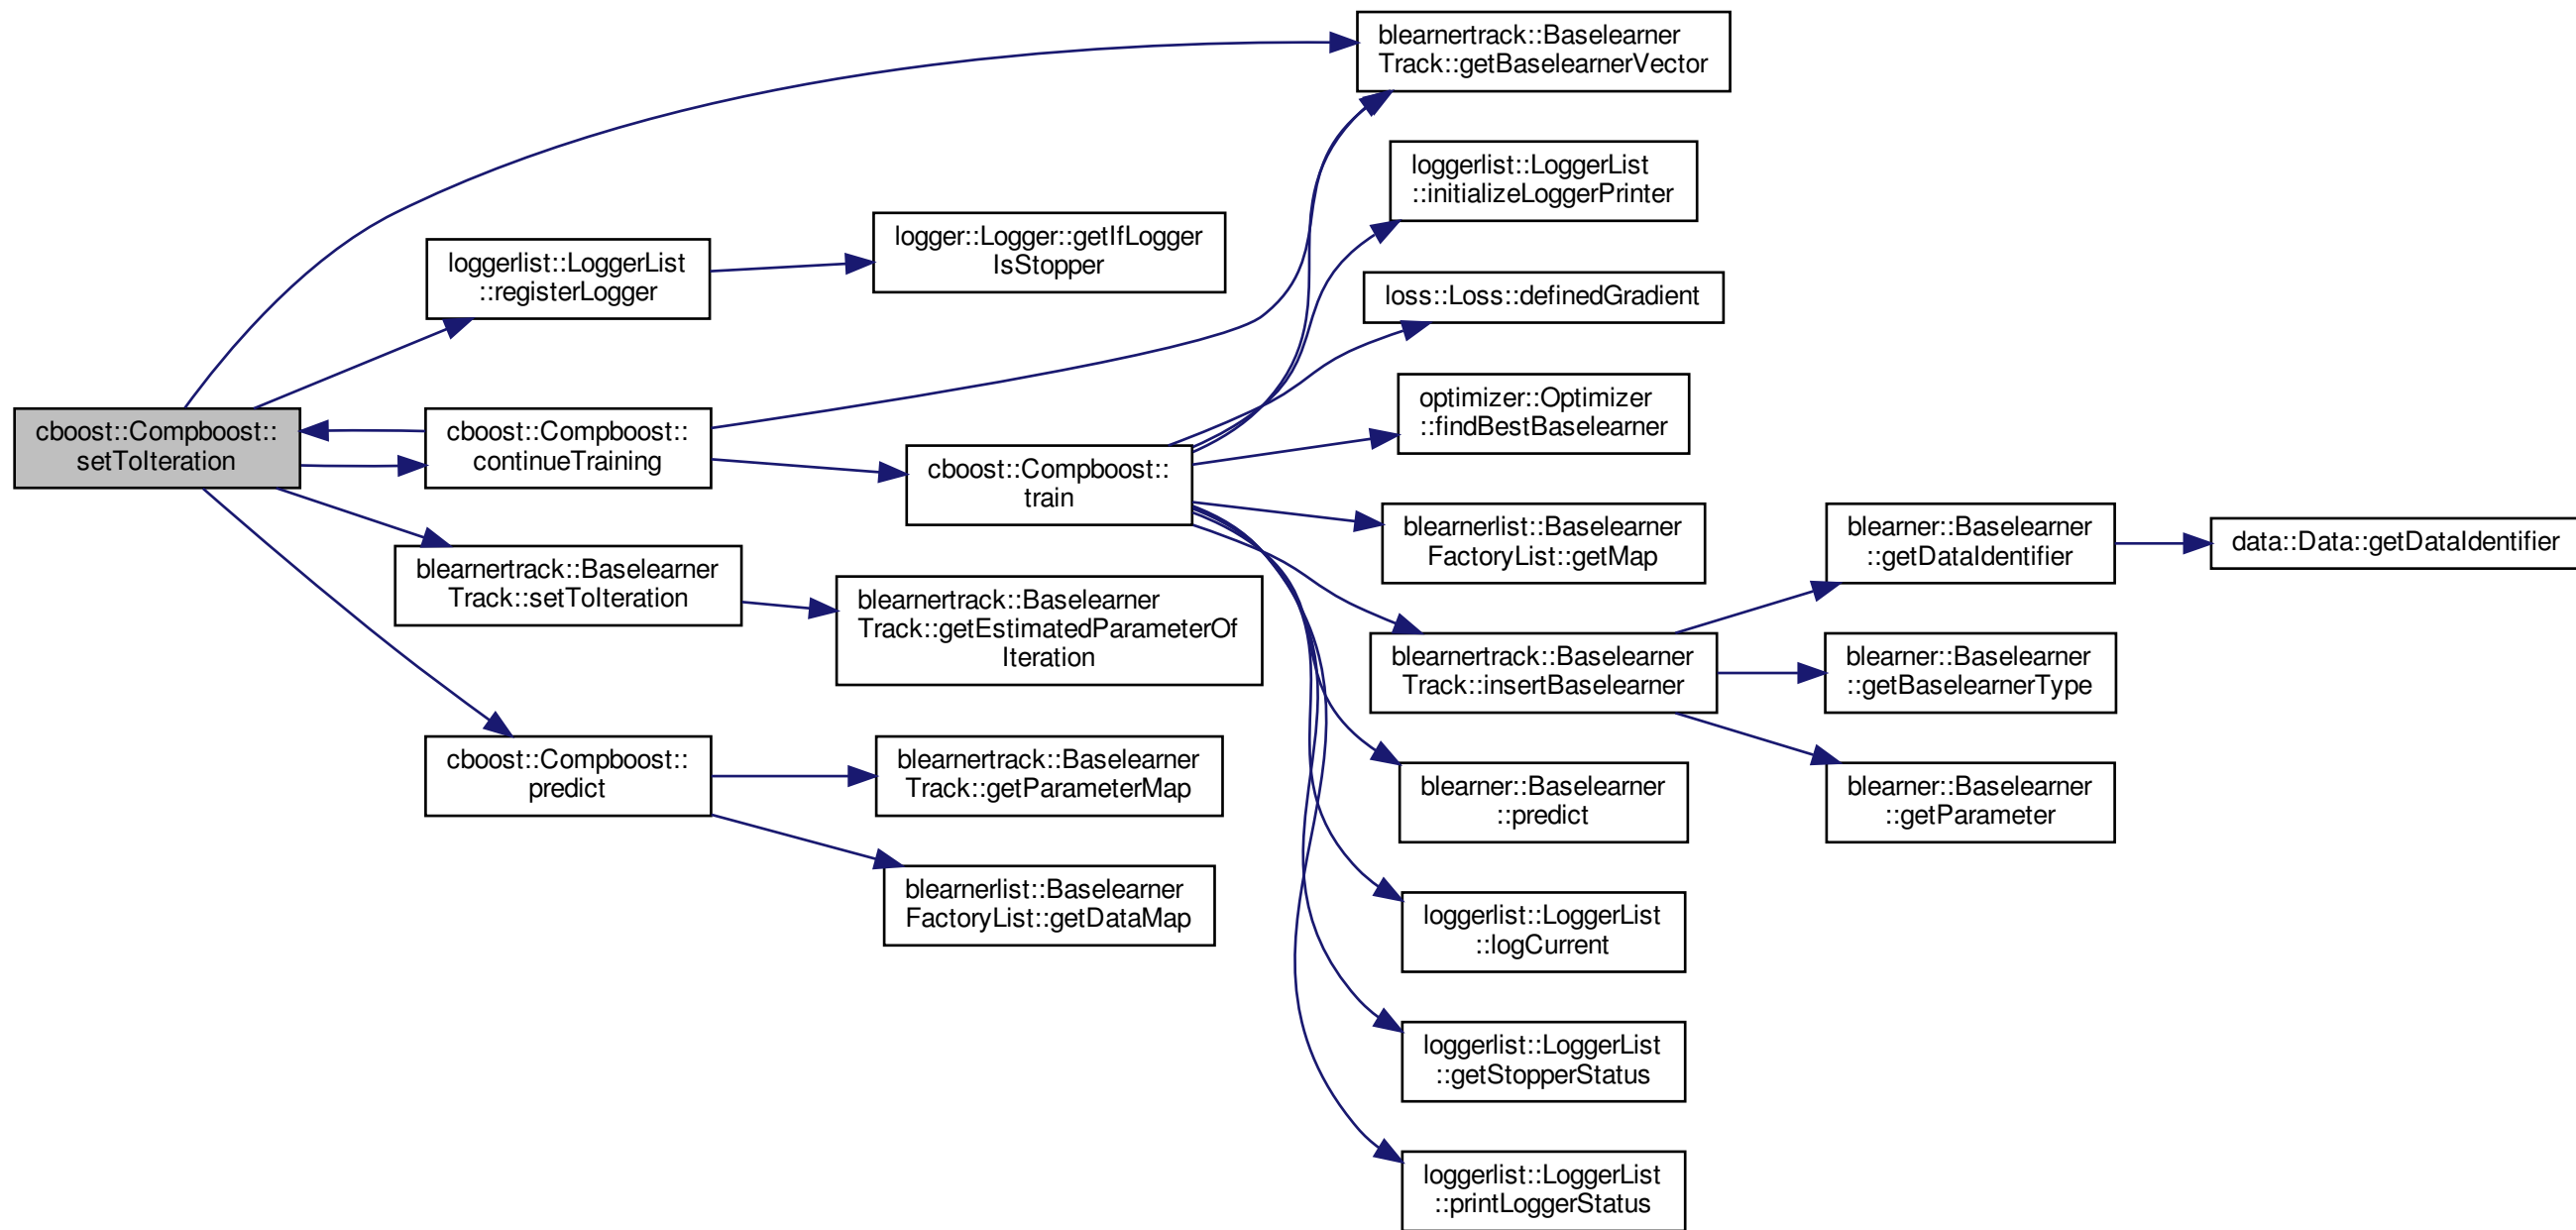 blearnertrack::Baselearner
Track::getBaselearnerVector
loggerlist::LoggerList
::initializeLoggerPrinter
logger::Logger::getIfLogger
IsStopper
loggerlist::LoggerList
::registerLogger
loss::Loss::definedGradient
optimizer::Optimizer
::findBestBaselearner
cboost::Compboost::
setToIteration
cboost::Compboost::
continueTraining
cboost::Compboost::
train
blearnerlist::Baselearner
FactoryList::getMap
blearner::Baselearner
::getDataIdentifier
data::Data::getDataIdentifier
blearnertrack::Baselearner
Track::setToIteration
blearnertrack::Baselearner
Track::getEstimatedParameterOf
Iteration
blearnertrack::Baselearner
Track::insertBaselearner
blearner::Baselearner
::getBaselearnerType
cboost::Compboost::
predict
blearnertrack::Baselearner
Track::getParameterMap
blearner::Baselearner
::predict
blearner::Baselearner
::getParameter
blearnerlist::Baselearner
FactoryList::getDataMap
loggerlist::LoggerList
::logCurrent
loggerlist::LoggerList
::getStopperStatus
loggerlist::LoggerList
::printLoggerStatus